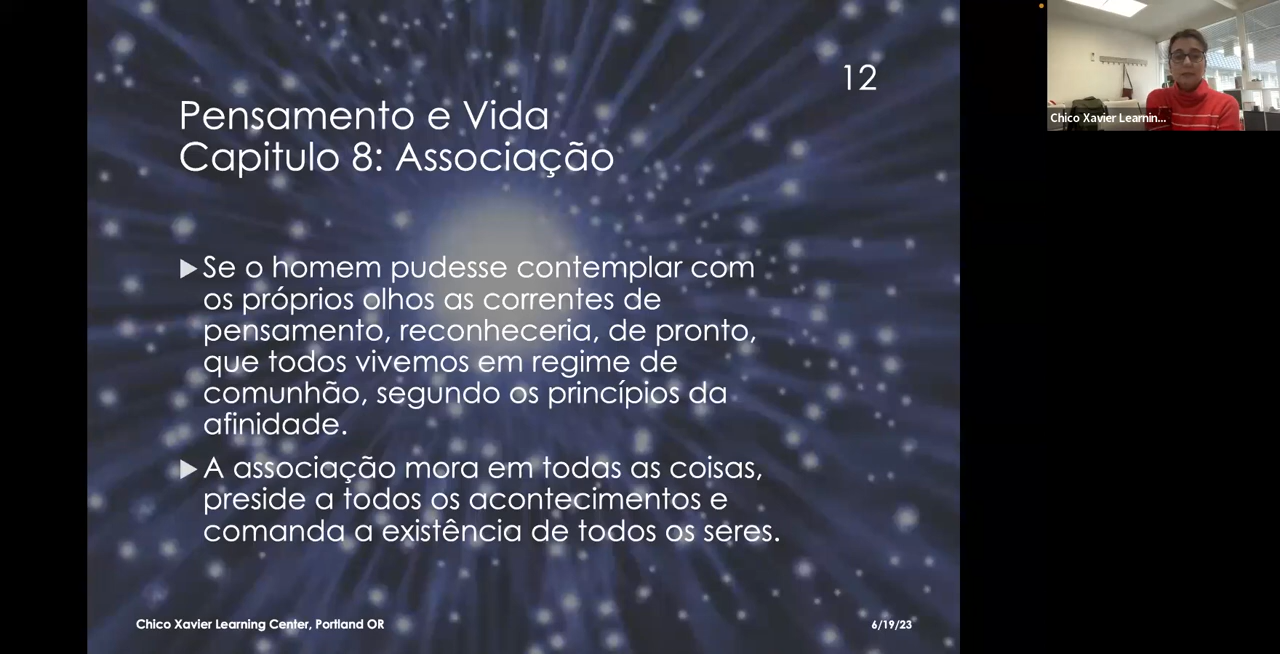 12
Pensamento e Vida
Capitulo 8: Associação
Se o homem pudesse contemplar com
os próprios olhos as correntes de
pensamento, reconheceria, de pronto,
que todos vivemos em regime de
comunhão, segundo os princípios da
afinidade.
A associação mora em todas as coisas,
preside a todos os acontecimentos e
comanda a existência de todos os seres.
Chico Xavier Learning Center, Portland OR
6/19/23
Chico Xavier Learnin...